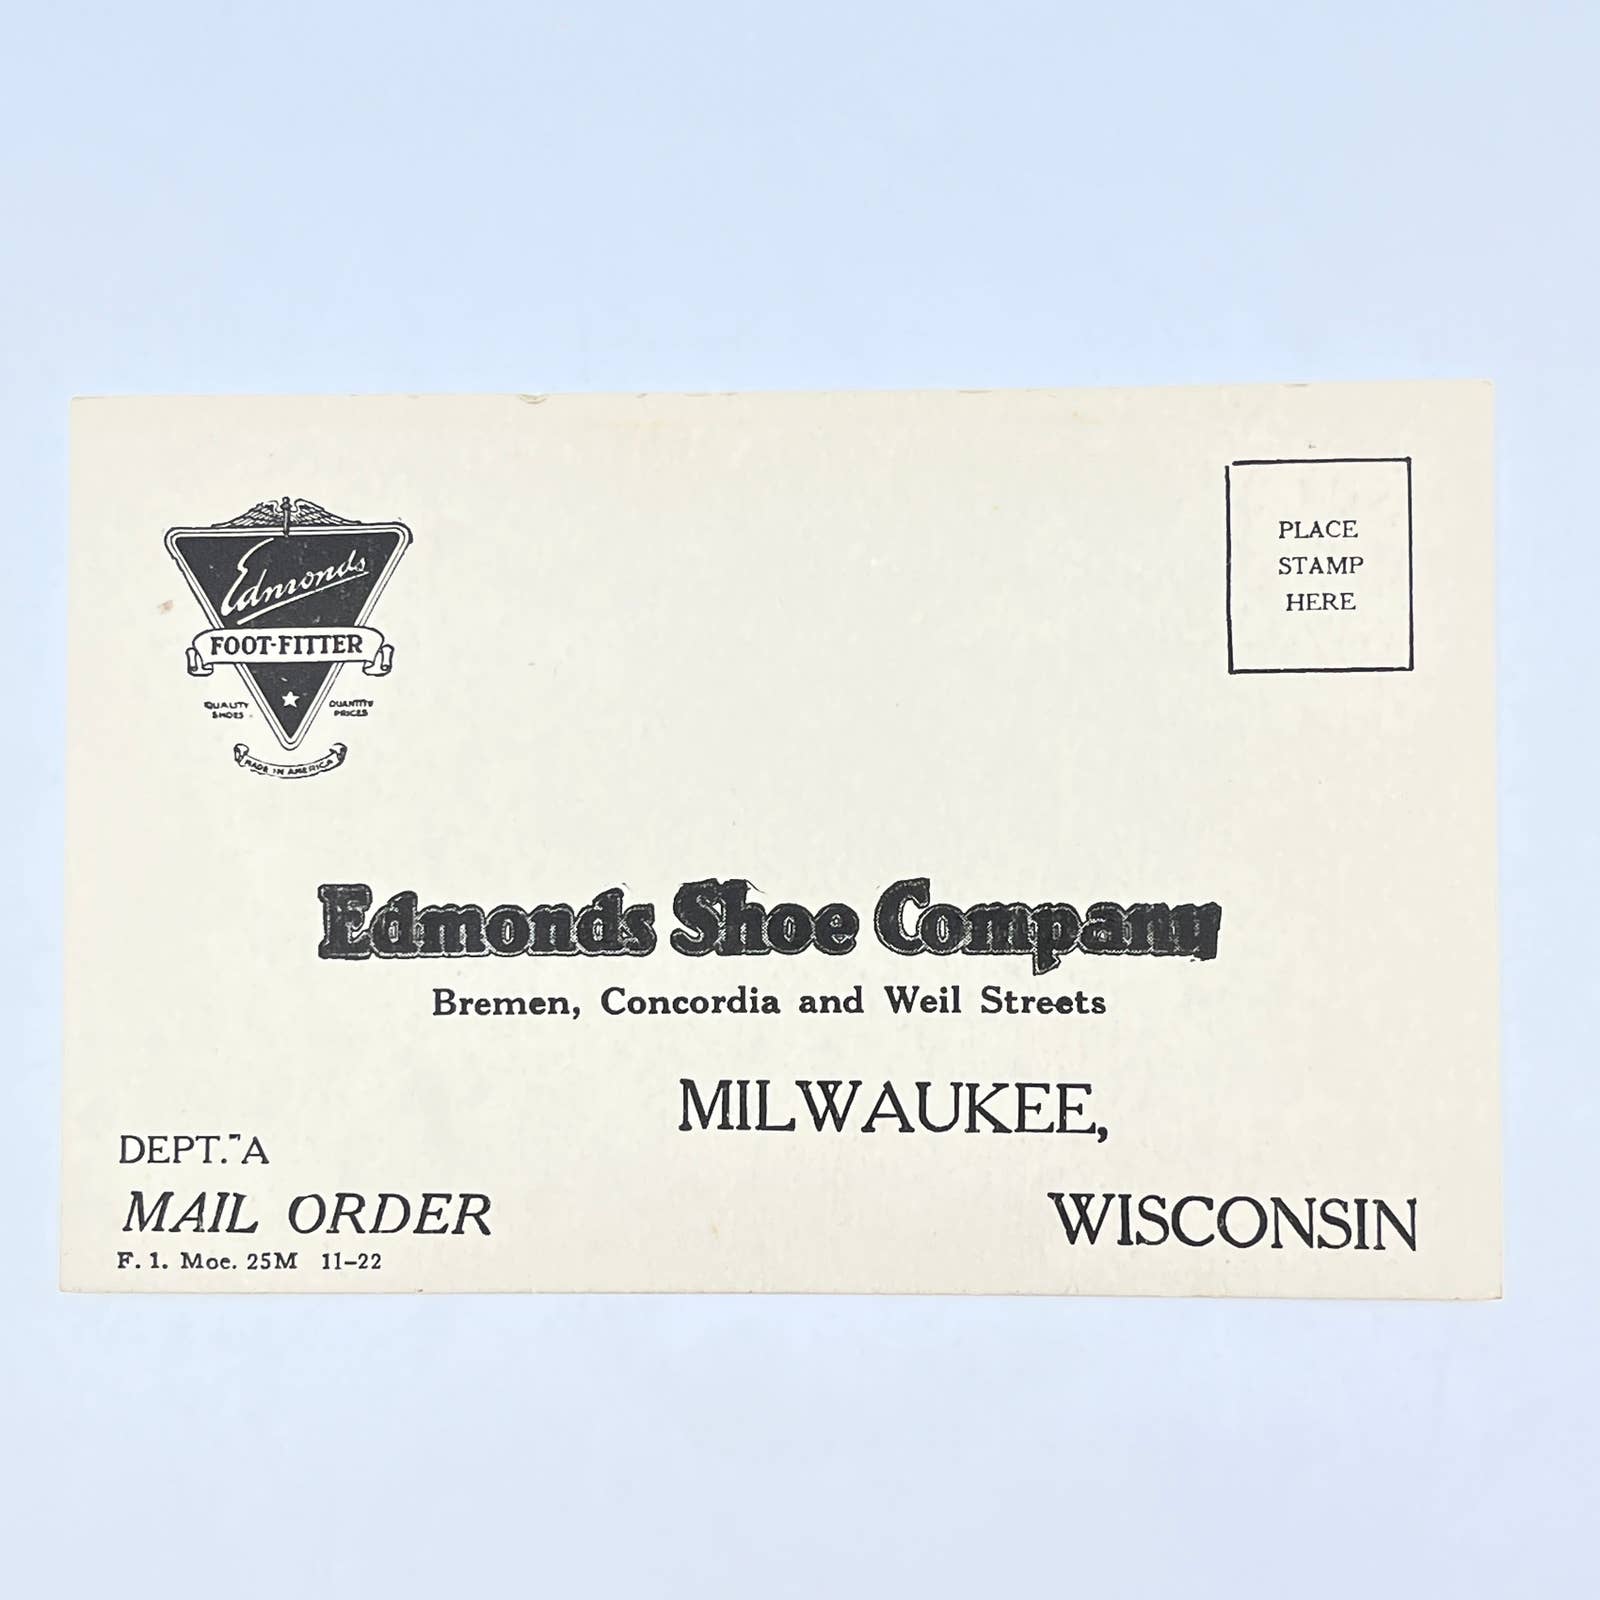 Edmonds
FOOT-FITTER
QUALITY SHOES
QUANTITY PRICES
MADE IN AMERICA
PLACE
STAMP
HERE
Edmonds Shoe Company
Bremen, Concordia and Weil Streets
MILWAUKEE,
WISCONSIN
DEPT. A
MAIL ORDER
F. 1. Moe. 25M 11-22